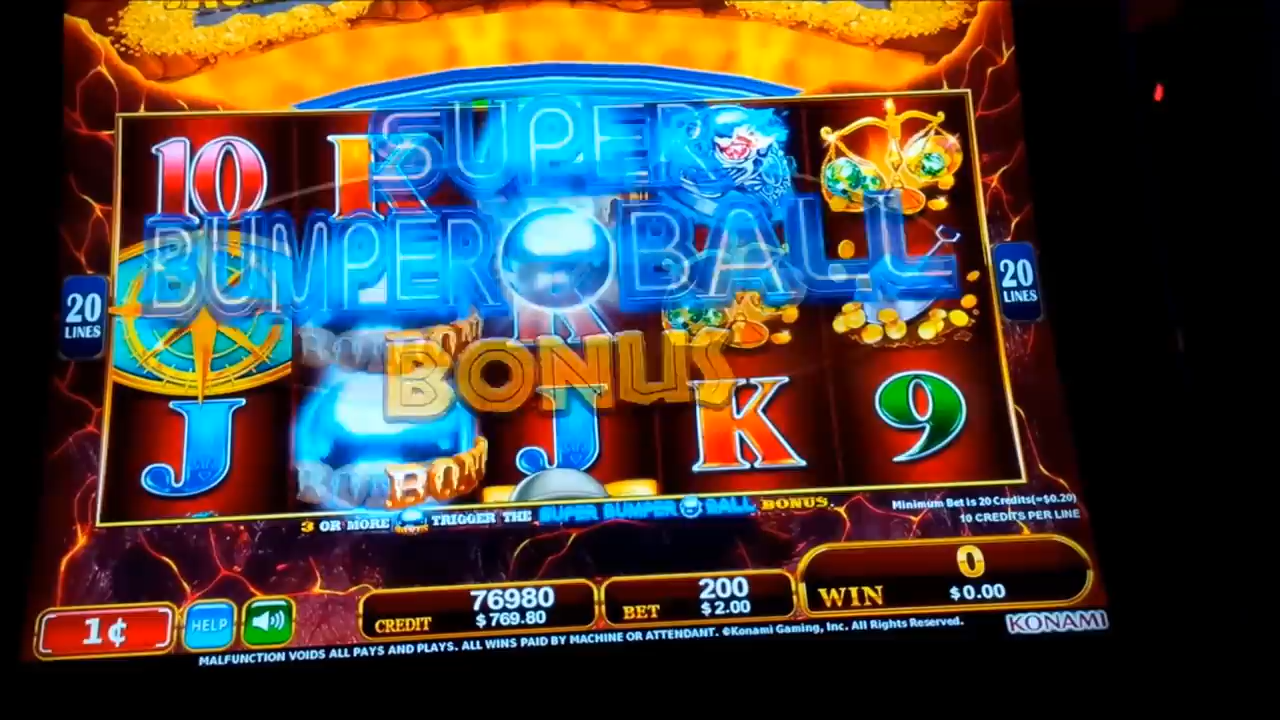 10 K
SUPER
BUMPER BALL
BONUS
K
20
LINES
20
LINES
J BONUS J K 9
3 OR MORE TRIGGER THE SUPER BUMPER BALL BONUS.
Minimum Bet is 20 Credits(=$0.20)
10 CREDITS PER LINE
1¢
HELP
CREDIT 76980
$769.80
BET 200
$2.00
WIN 0
$0.00
KONAMI
MALFUNCTION VOIDS ALL PAYS AND PLAYS. ALL WINS PAID BY MACHINE OR ATTENDANT. ©Konami Gaming, Inc. All Rights Reserved.